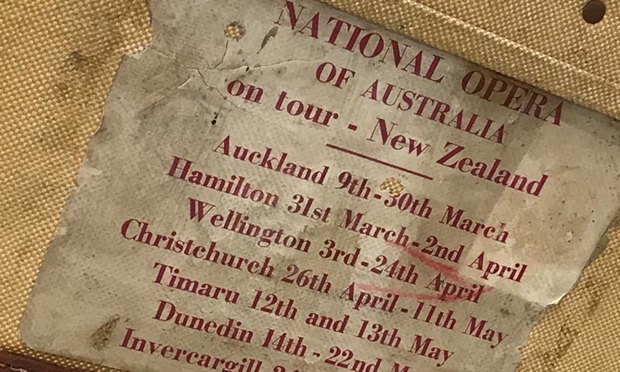 NATIONAL OPERA
OF AUSTRALIA
on tour - New Zealand
Auckland 9th-30th March
Hamilton 31st March-2nd April
Wellington 3rd-24th April
Christchurch 26th April-11th May
Timaru 12th and 13th May
Dunedin 14th-22nd
Invercargill